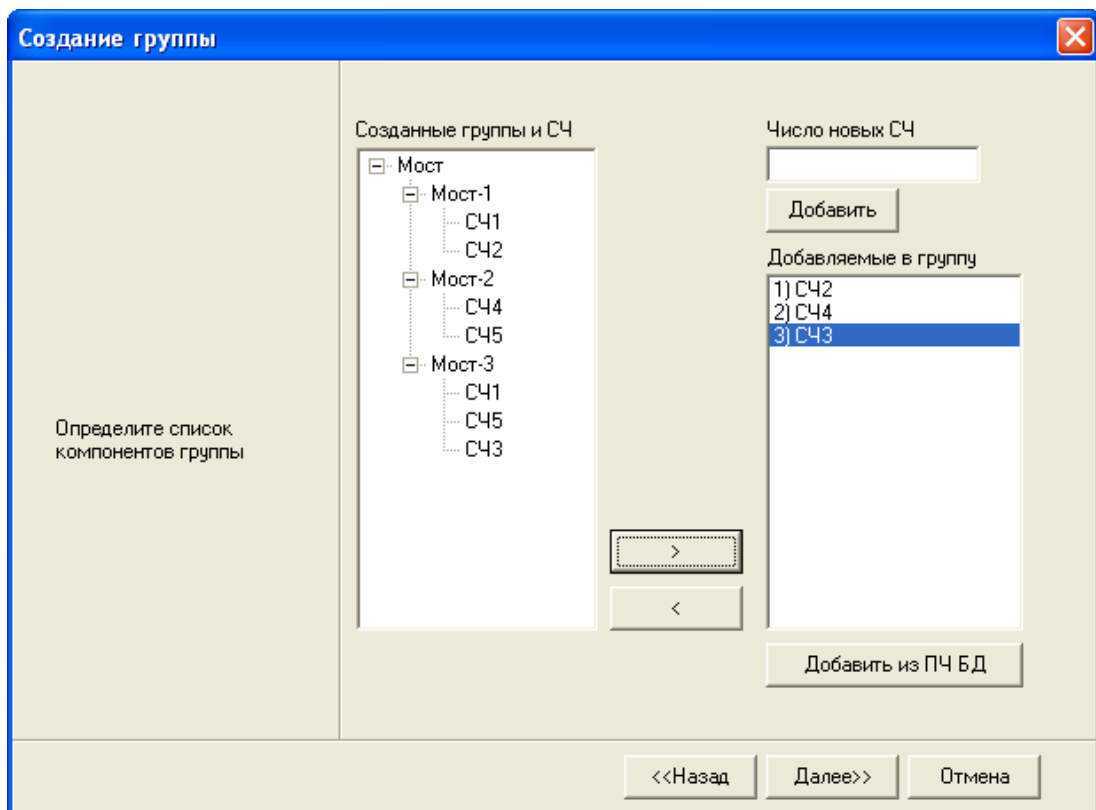 Создание группы
Определите список
компонентов группы
Созданные группы и СЧ
Мост
Мост-1
СЧ1
СЧ2
Мост-2
СЧ4
СЧ5
Мост-3
СЧ1
СЧ5
СЧ3
>
<
Число новых СЧ
Добавить
Добавляемые в группу
1) СЧ2
2) СЧ4
3) СЧ3
Добавить из ПЧ БД
<<Назад
Далее>>
Отмена